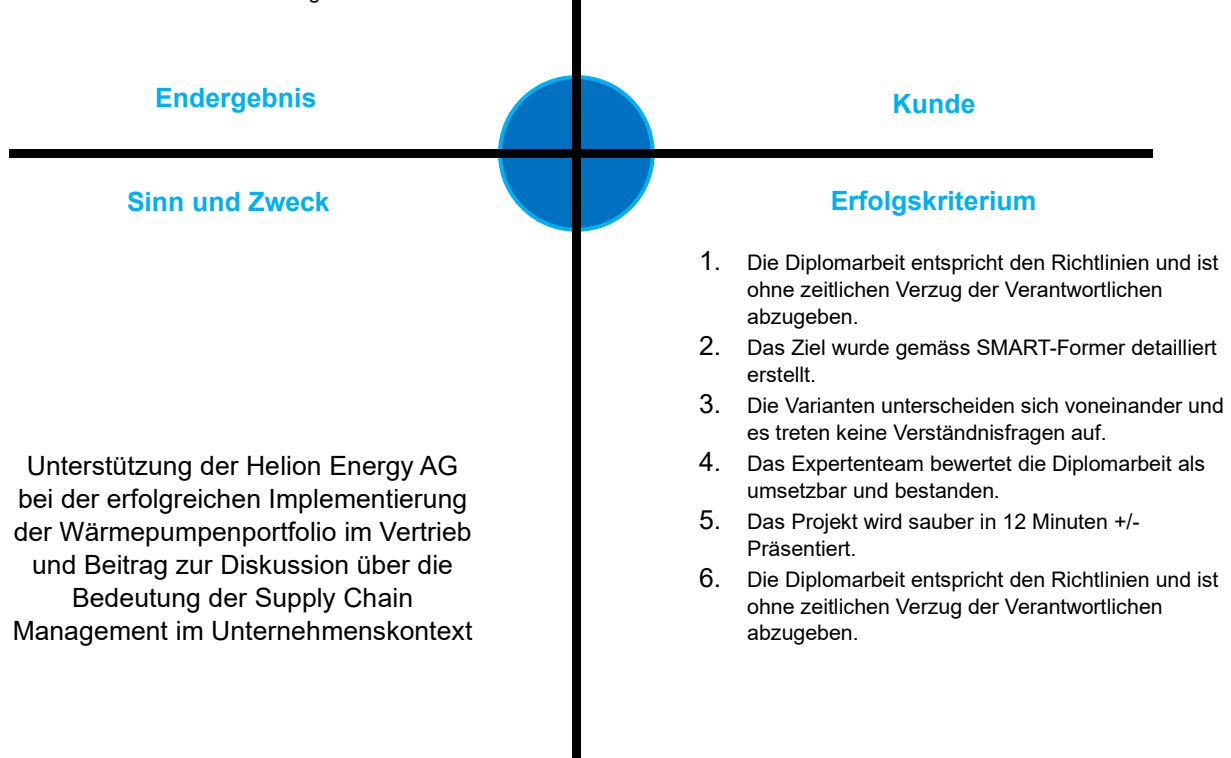 Endergebnis
Kunde
Sinn und Zweck
Erfolgskriterium
Unterstützung der Helion Energy AG
bei der erfolgreichen Implementierung
der Wärmepumpenportfolio im Vertrieb
und Beitrag zur Diskussion über die
Bedeutung der Supply Chain
Management im Unternehmenskontext
1. Die Diplomarbeit entspricht den Richtlinien und ist
ohne zeitlichen Verzug der Verantwortlichen
abzugeben.
2. Das Ziel wurde gemäss SMART-Former detailliert
erstellt.
3. Die Varianten unterscheiden sich voneinander und
es treten keine Verständnisfragen auf.
4. Das Expertenteam bewertet die Diplomarbeit als
umsetzbar und bestanden.
5. Das Projekt wird sauber in 12 Minuten +/-
Präsentiert.
6. Die Diplomarbeit entspricht den Richtlinien und ist
ohne zeitlichen Verzug der Verantwortlichen
abzugeben.